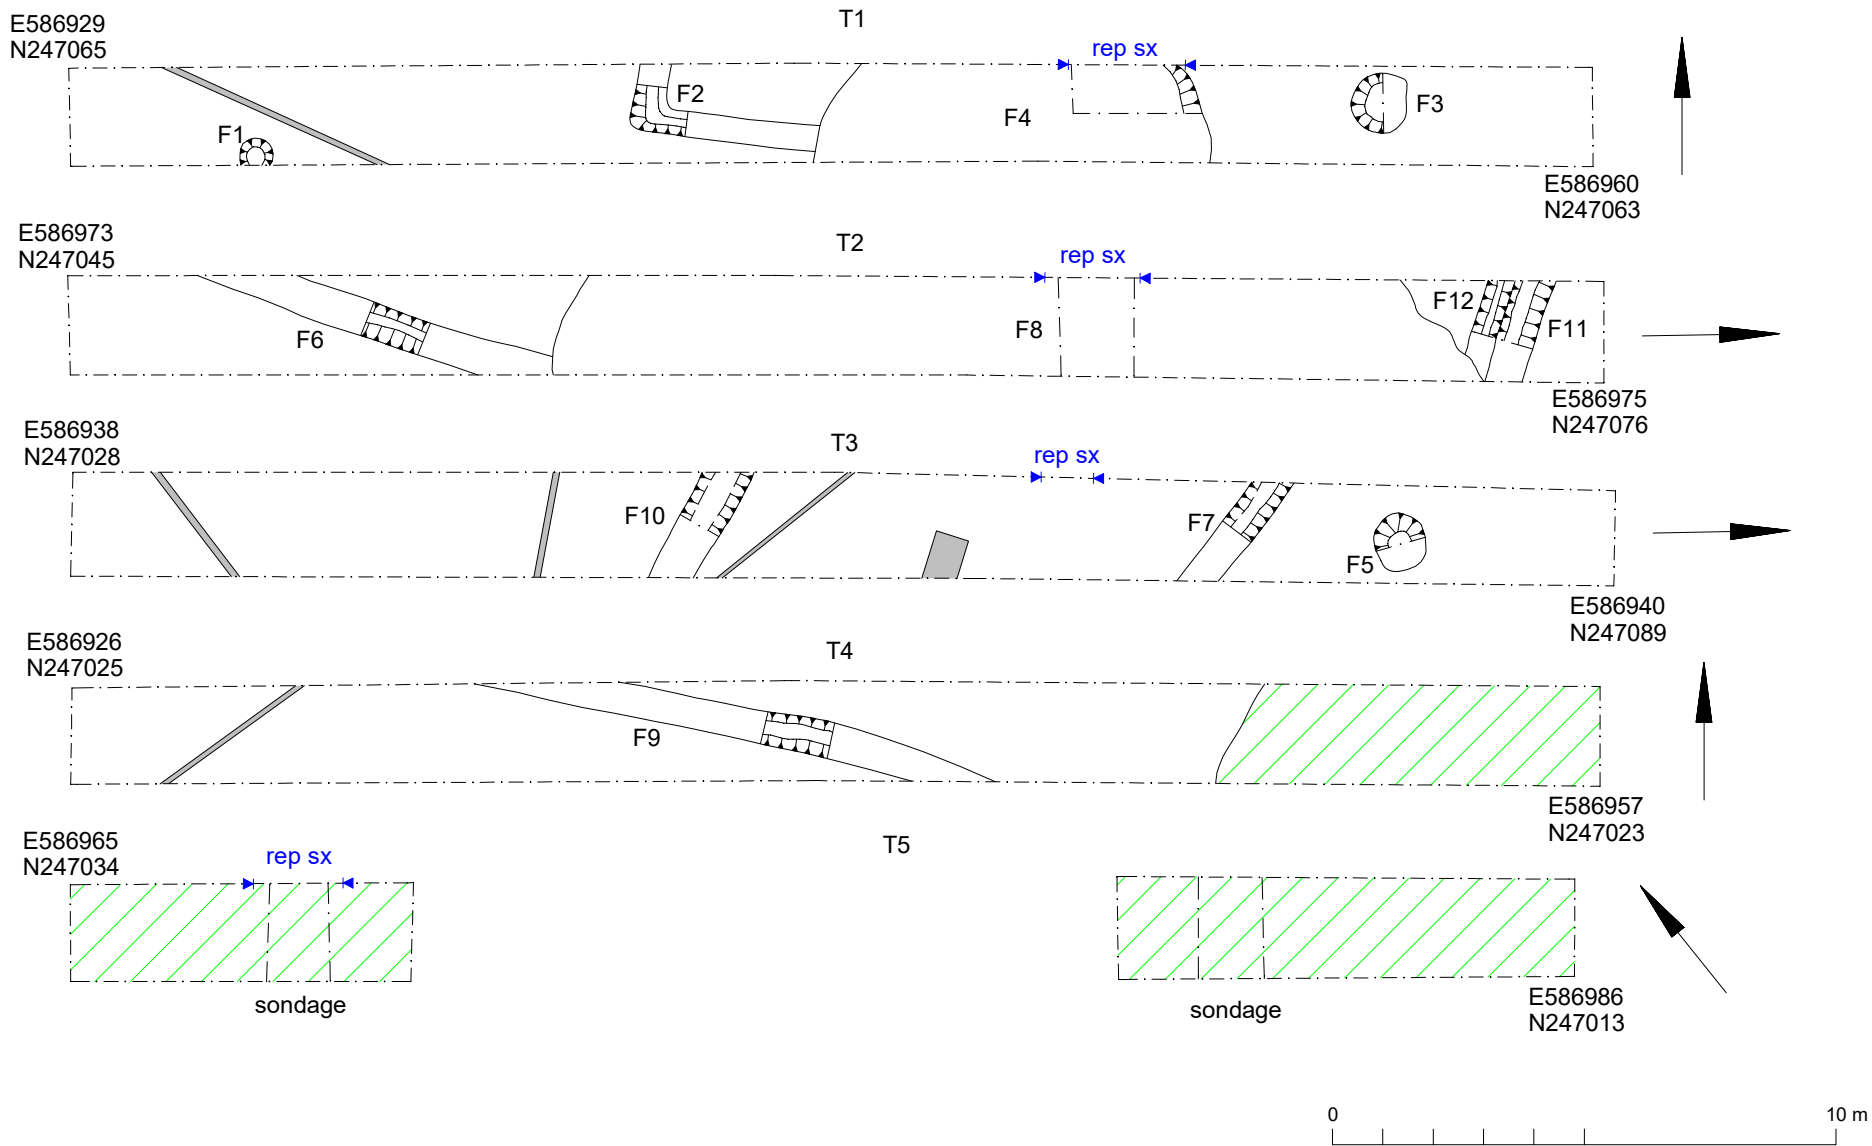 T1
E586929
N247065
rep sx
F1
F2
F4
F3
E586960
N247063
E586973
N247045
T2
rep sx
F6
F8
F12
F11
E586975
N247076
E586938
N247028
T3
rep sx
F10
F7
F5
E586940
N247089
E586926
N247025
T4
F9
E586957
N247023
E586965
N247034
T5
rep sx
sondage
sondage
E586986
N247013
0
10 m